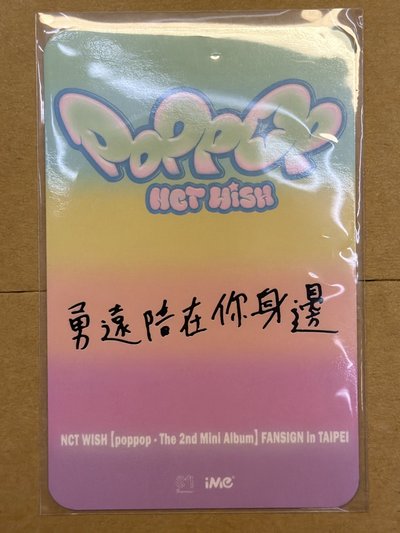 POPPOP
NCT WISH
勇遠陪在你身邊
NCT WISH [poppop - The 2nd Mini Album] FANSIGN in TAIPEI
iMe